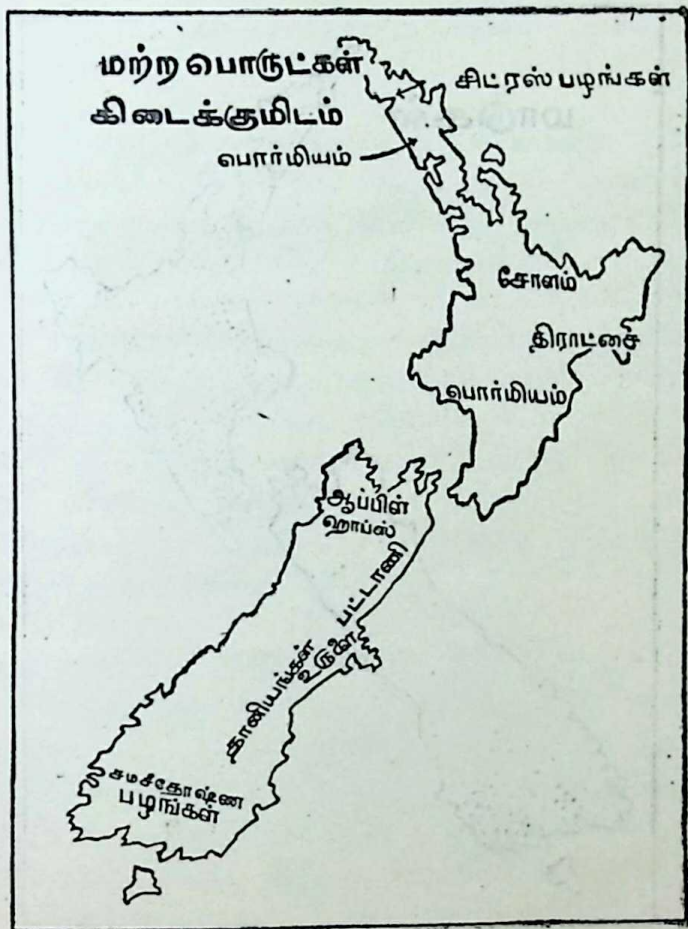 மற்ற பொருட்கள்
கிடைக்குமிடம்
சிட்ரஸ் பழங்கள்
பொர்மியம்
சோளம்
திராட்சை
பொர்மியம்
ஆப்பிள்
ஹாப்ஸ்
பட்டாணி
தானியங்கள்
உருளை
சமசீதோஷ்ண
பழங்கள்